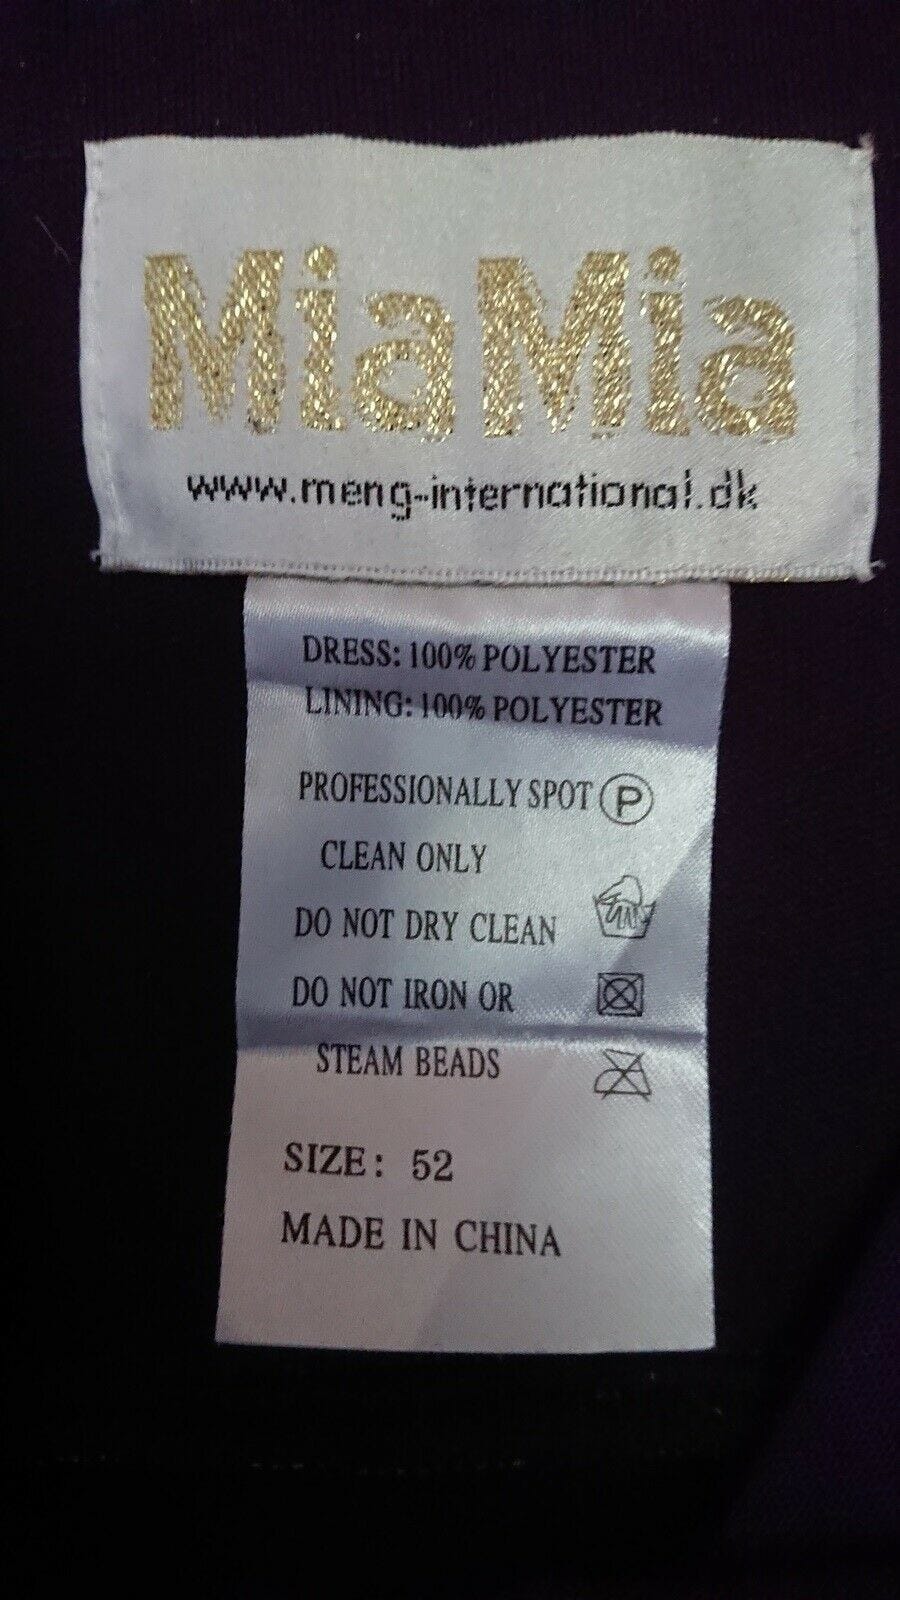 MiaMia
www.meng-international.dk
DRESS: 100% POLYESTER
LINING: 100% POLYESTER
PROFESSIONALLY SPOT P
CLEAN ONLY
DO NOT DRY CLEAN
DO NOT IRON OR
STEAM BEADS
SIZE: 52
MADE IN CHINA